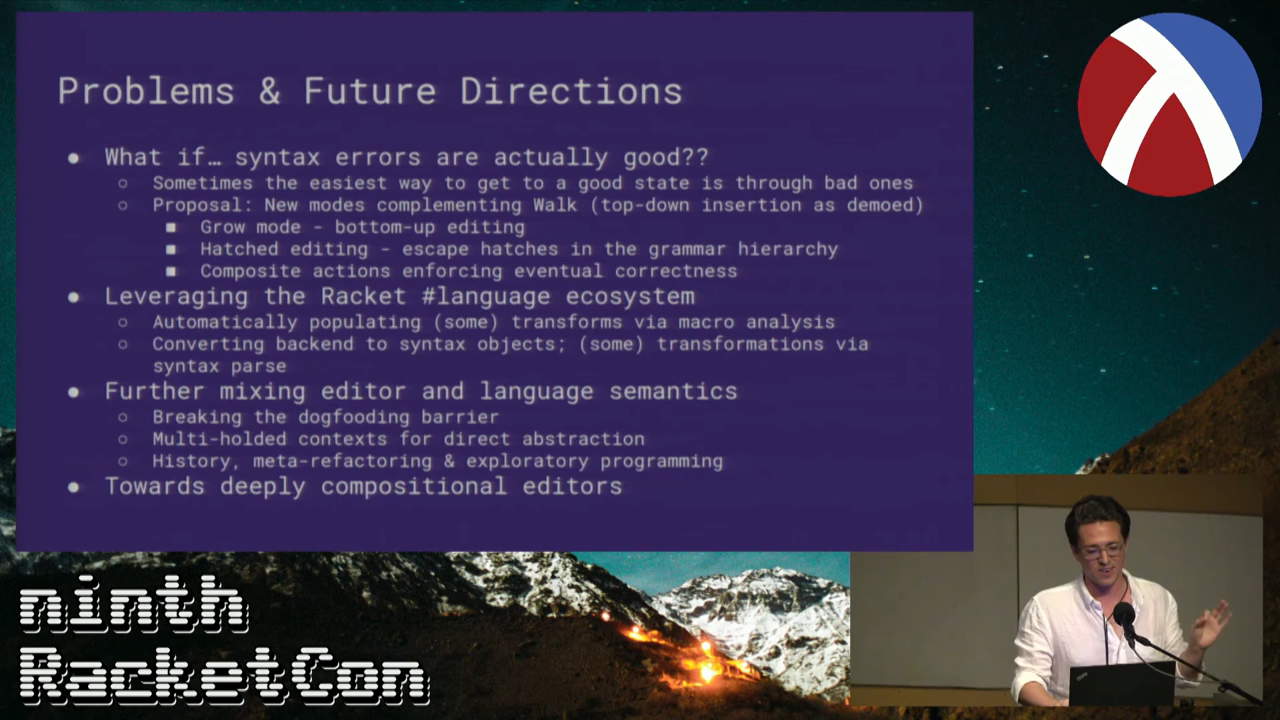 Problems & Future Directions
● What if… syntax errors are actually good??
○ Sometimes the easiest way to get to a good state is through bad ones
○ Proposal: New modes complementing Walk (top-down insertion as demoed)
■ Grow mode - bottom-up editing
■ Hatched editing - escape hatches in the grammar hierarchy
■ Composite actions enforcing eventual correctness
● Leveraging the Racket #language ecosystem
○ Automatically populating (some) transforms via macro analysis
○ Converting backend to syntax objects; (some) transformations via
syntax parse
● Further mixing editor and language semantics
○ Breaking the dogfooding barrier
○ Multi-holded contexts for direct abstraction
○ History, meta-refactoring & exploratory programming
● Towards deeply compositional editors
ninth
RacketCon